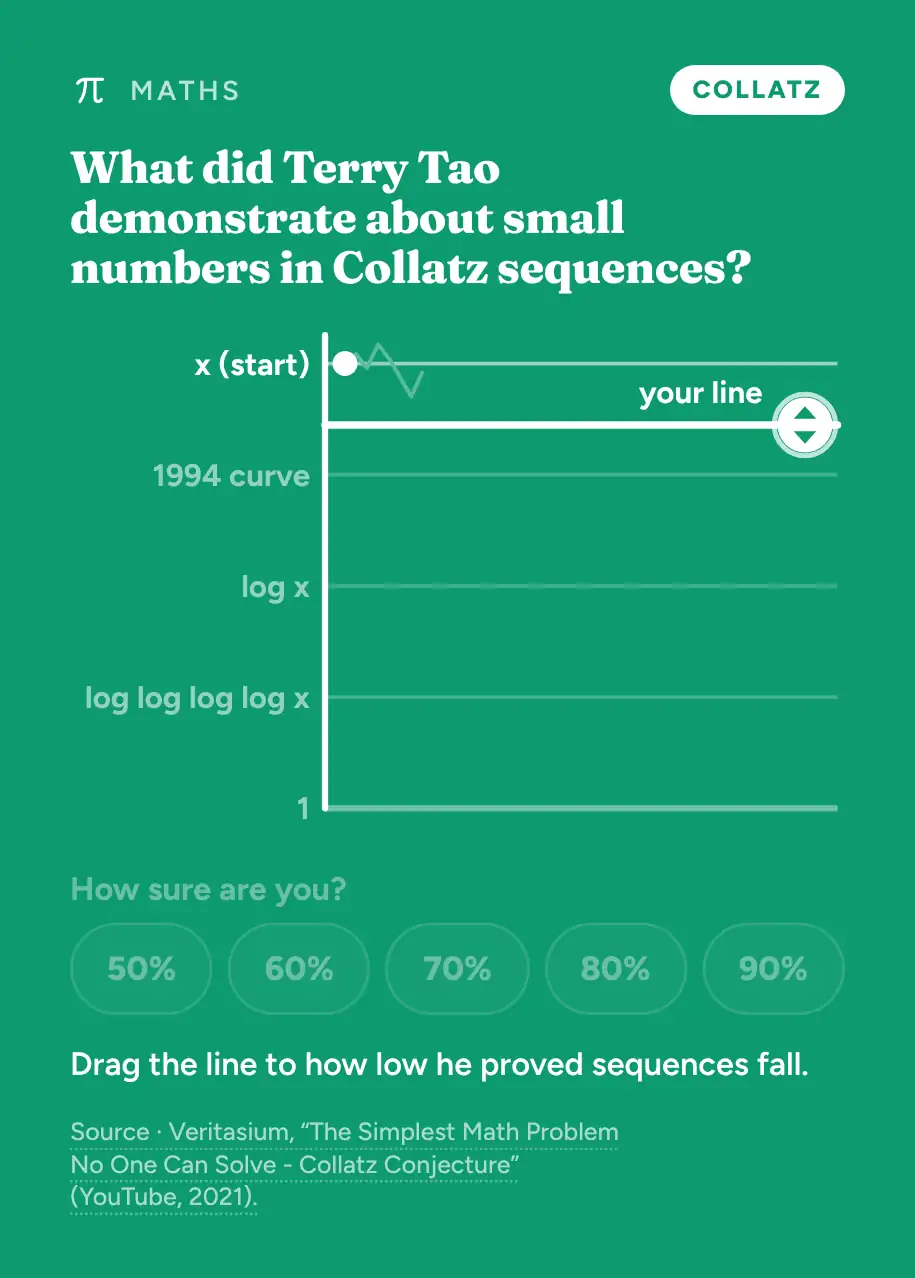 π MATHS
COLLATZ
What did Terry Tao
demonstrate about small
numbers in Collatz sequences?
x (start)
your line
1994 curve
log x
log log log log x
1
How sure are you?
50% 60% 70% 80% 90%
Drag the line to how low he proved sequences fall.
Source · Veritasium, “The Simplest Math Problem
No One Can Solve - Collatz Conjecture”
(YouTube, 2021).